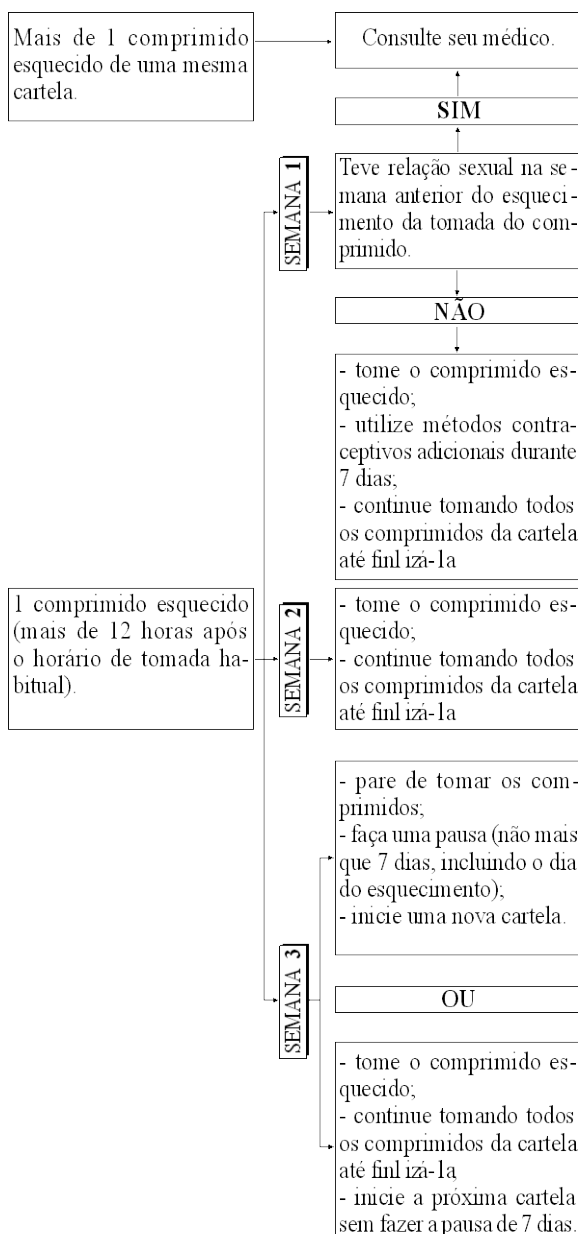 Mais de 1 comprimido
esquecido de uma mesma
cartela.
Consulte seu médico.
SIM
SEMANA 1
Teve relação sexual na se-
mana anterior do esqueci-
mento da tomada do com-
primido.
NÃO
- tome o comprimido es-
quecido;
- utilize métodos contra-
ceptivos adicionais durante
7 dias;
- continue tomando todos
os comprimidos da cartela
até finl izá-la
1 comprimido esquecido
(mais de 12 horas após
o horário de tomada ha-
bitual).
SEMANA 2
- tome o comprimido es-
quecido;
- continue tomando todos
os comprimidos da cartela
até finl izá-la
SEMANA 3
- pare de tomar os com-
primidos;
- faça uma pausa (não mais
que 7 dias, incluindo o dia
do esquecimento);
- inicie uma nova cartela.
OU
- tome o comprimido es-
quecido;
- continue tomando todos
os comprimidos da cartela
até finl izá-la,
- inicie a próxima cartela
sem fazer a pausa de 7 dias.